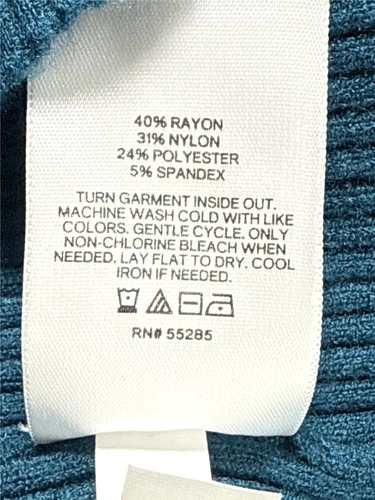 40% RAYON
31% NYLON
24% POLYESTER
5% SPANDEX
TURN GARMENT INSIDE OUT.
MACHINE WASH COLD WITH LIKE
COLORS. GENTLE CYCLE. ONLY
NON-CHLORINE BLEACH WHEN
NEEDED. LAY FLAT TO DRY. COOL
IRON IF NEEDED.
RN# 55285